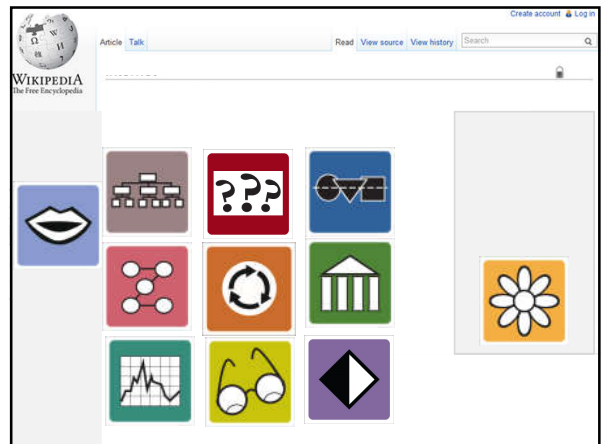 Create account Log in
Article Talk Read View source View history Search
WIKIPEDIA
The Free Encyclopedia
???